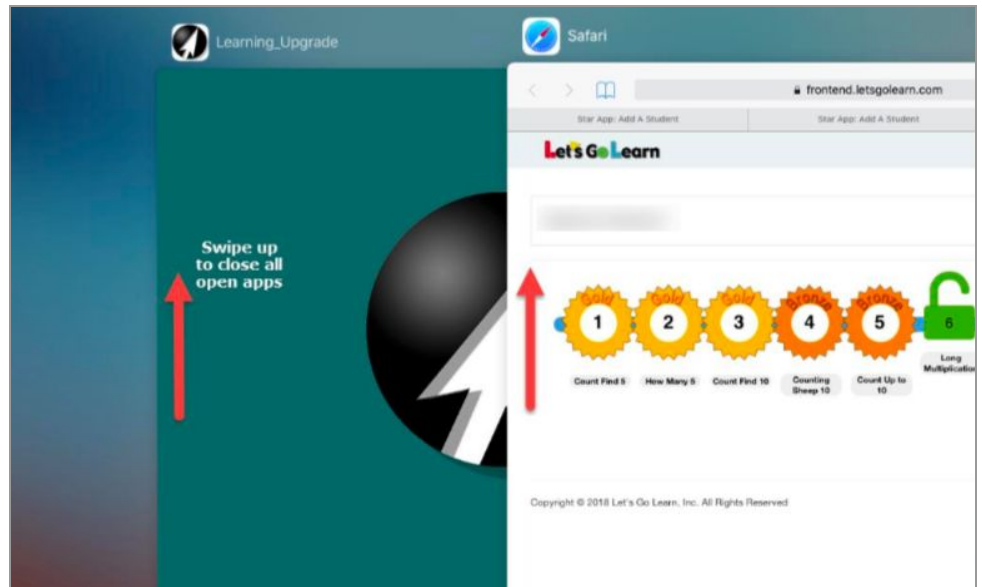 Learning_Upgrade
Safari
frontend.letsgolearn.com
Star App: Add A Student
Star App: Add A Student
Let's Go Learn
Swipe up
to close all
open apps
Gold
Gold
Gold
Bronze
Bronze
1
2
3
4
5
6
Count Find 5
How Many 5
Count Find 10
Counting
Sheep 10
Count Up to
10
Long
Multiplication
Copyright © 2018 Let's Go Learn, Inc. All Rights Reserved